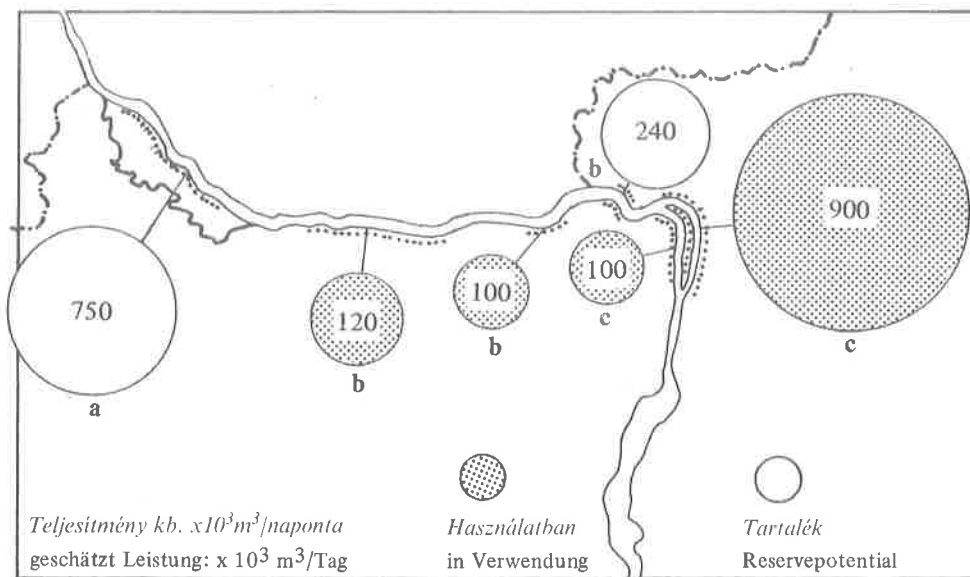 240
b
900
100
750
100
c
120
b
c
b
a
Teljesítmény kb. x10³m³/naponta
geschätzt Leistung: x 10³ m³/Tag
Használatban
in Verwendung
Tartalék
Reservepotential